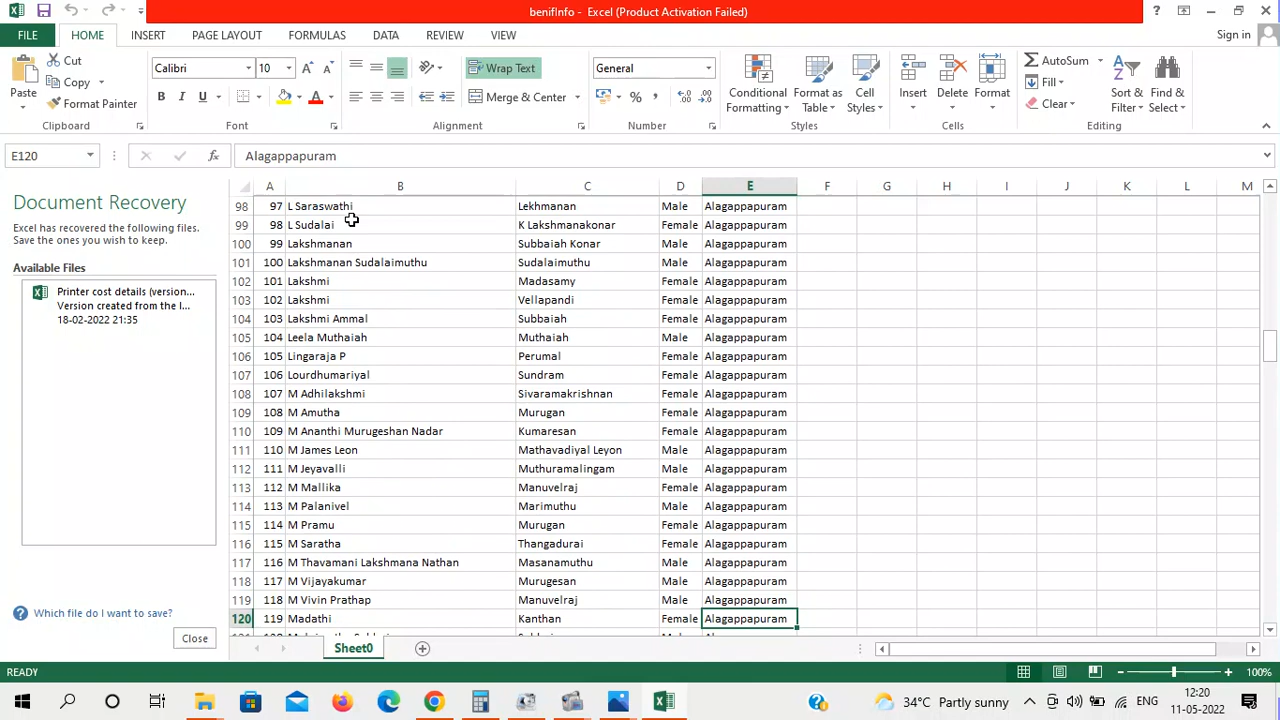 benifInfo - Excel (Product Activation Failed)
FILE HOME INSERT PAGE LAYOUT FORMULAS DATA REVIEW VIEW Sign in
Paste Cut Copy Format Painter Clipboard
Calibri 10 B I U A Font
Wrap Text Merge & Center Alignment
General % Number
Conditional Formatting Format as Table Cell Styles Styles
Insert Delete Format Cells
AutoSum Fill Clear Sort & Filter Find & Select Editing
E120 fx Alagappapuram
Document Recovery
Excel has recovered the following files.
Save the ones you wish to keep.
Available Files
Printer cost details (version...
Version created from the l...
18-02-2022 21:35
Which file do I want to save?
Close
A B C D E F G H I J K L M
98 97 L Saraswathi Lekhmanan Male Alagappapuram
99 98 L Sudalai K Lakshmanakonar Female Alagappapuram
100 99 Lakshmanan Subbaiah Konar Male Alagappapuram
101 100 Lakshmanan Sudalaimuthu Sudalaimuthu Male Alagappapuram
102 101 Lakshmi Madasamy Female Alagappapuram
103 102 Lakshmi Vellapandi Female Alagappapuram
104 103 Lakshmi Ammal Subbaiah Female Alagappapuram
105 104 Leela Muthaiah Muthaiah Male Alagappapuram
106 105 Lingaraja P Perumal Female Alagappapuram
107 106 Lourdhumariyal Sundram Female Alagappapuram
108 107 M Adhilakshmi Sivaramakrishnan Female Alagappapuram
109 108 M Amutha Murugan Female Alagappapuram
110 109 M Ananthi Murugeshan Nadar Kumaresan Female Alagappapuram
111 110 M James Leon Mathavadiyal Leyon Male Alagappapuram
112 111 M Jeyavalli Muthuramalingam Male Alagappapuram
113 112 M Mallika Manuvelraj Female Alagappapuram
114 113 M Palanivel Marimuthu Male Alagappapuram
115 114 M Pramu Murugan Female Alagappapuram
116 115 M Saratha Thangadurai Female Alagappapuram
117 116 M Thavamani Lakshmana Nathan Masanamuthu Male Alagappapuram
118 117 M Vijayakumar Murugesan Male Alagappapuram
119 118 M Vivin Prathap Manuvelraj Male Alagappapuram
120 119 Madathi Kanthan Female Alagappapuram
Sheet0
READY 100%
34°C Partly sunny ENG 12:20
11-05-2022